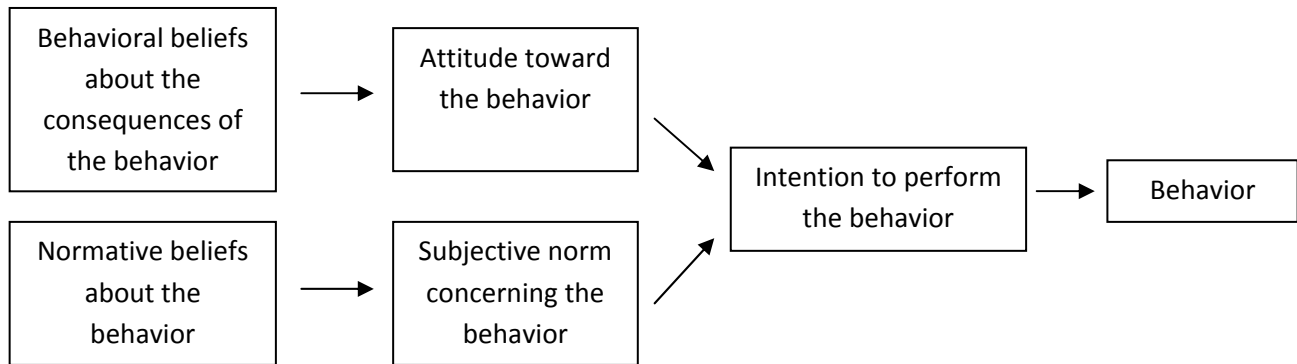 Behavioral beliefs
about the
consequences of
the behavior
Attitude toward
the behavior
Normative beliefs
about the
behavior
Subjective norm
concerning the
behavior
Intention to perform
the behavior
Behavior